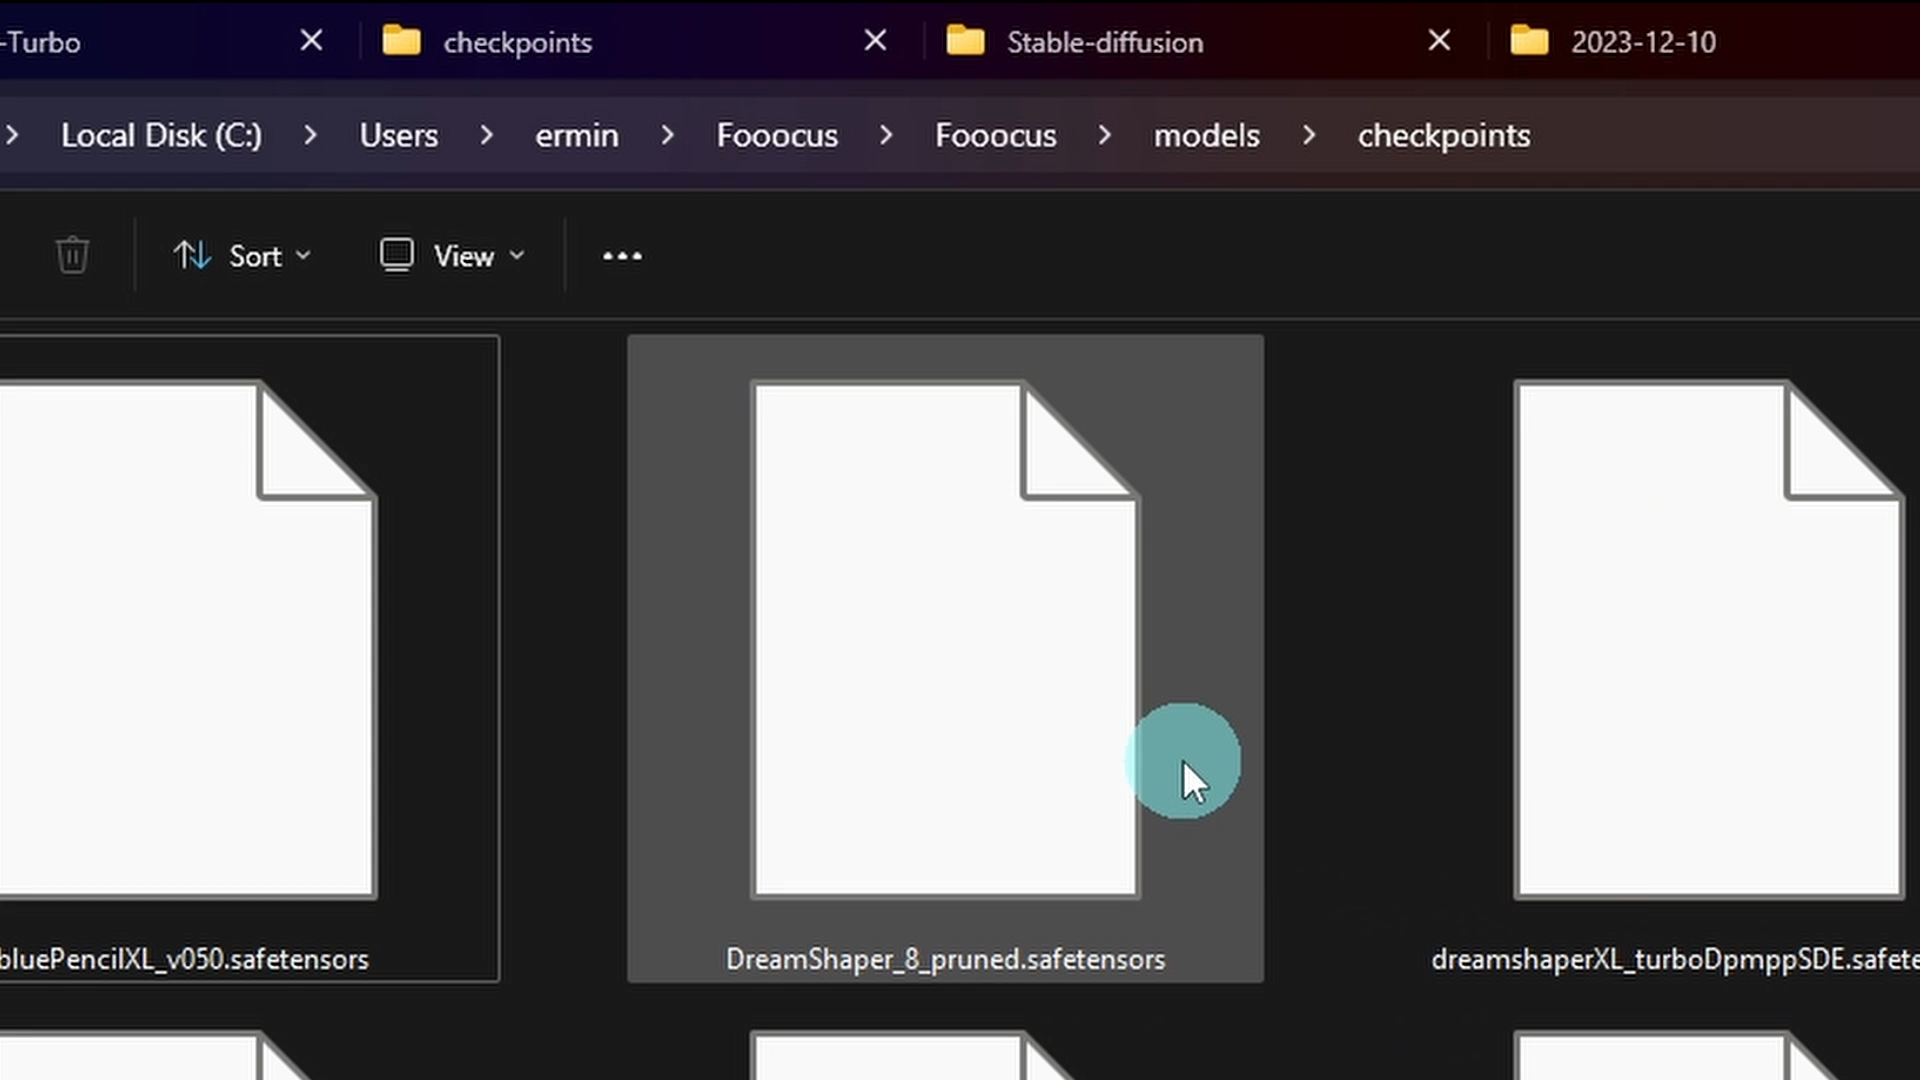 -Turbo
checkpoints
Stable-diffusion
2023-12-10
Local Disk (C:) > Users > ermin > Fooocus > Fooocus > models > checkpoints
Sort
View
bluePencilXL_v050.safetensors
DreamShaper_8_pruned.safetensors
dreamshaperXL_turboDpmppSDE.safete